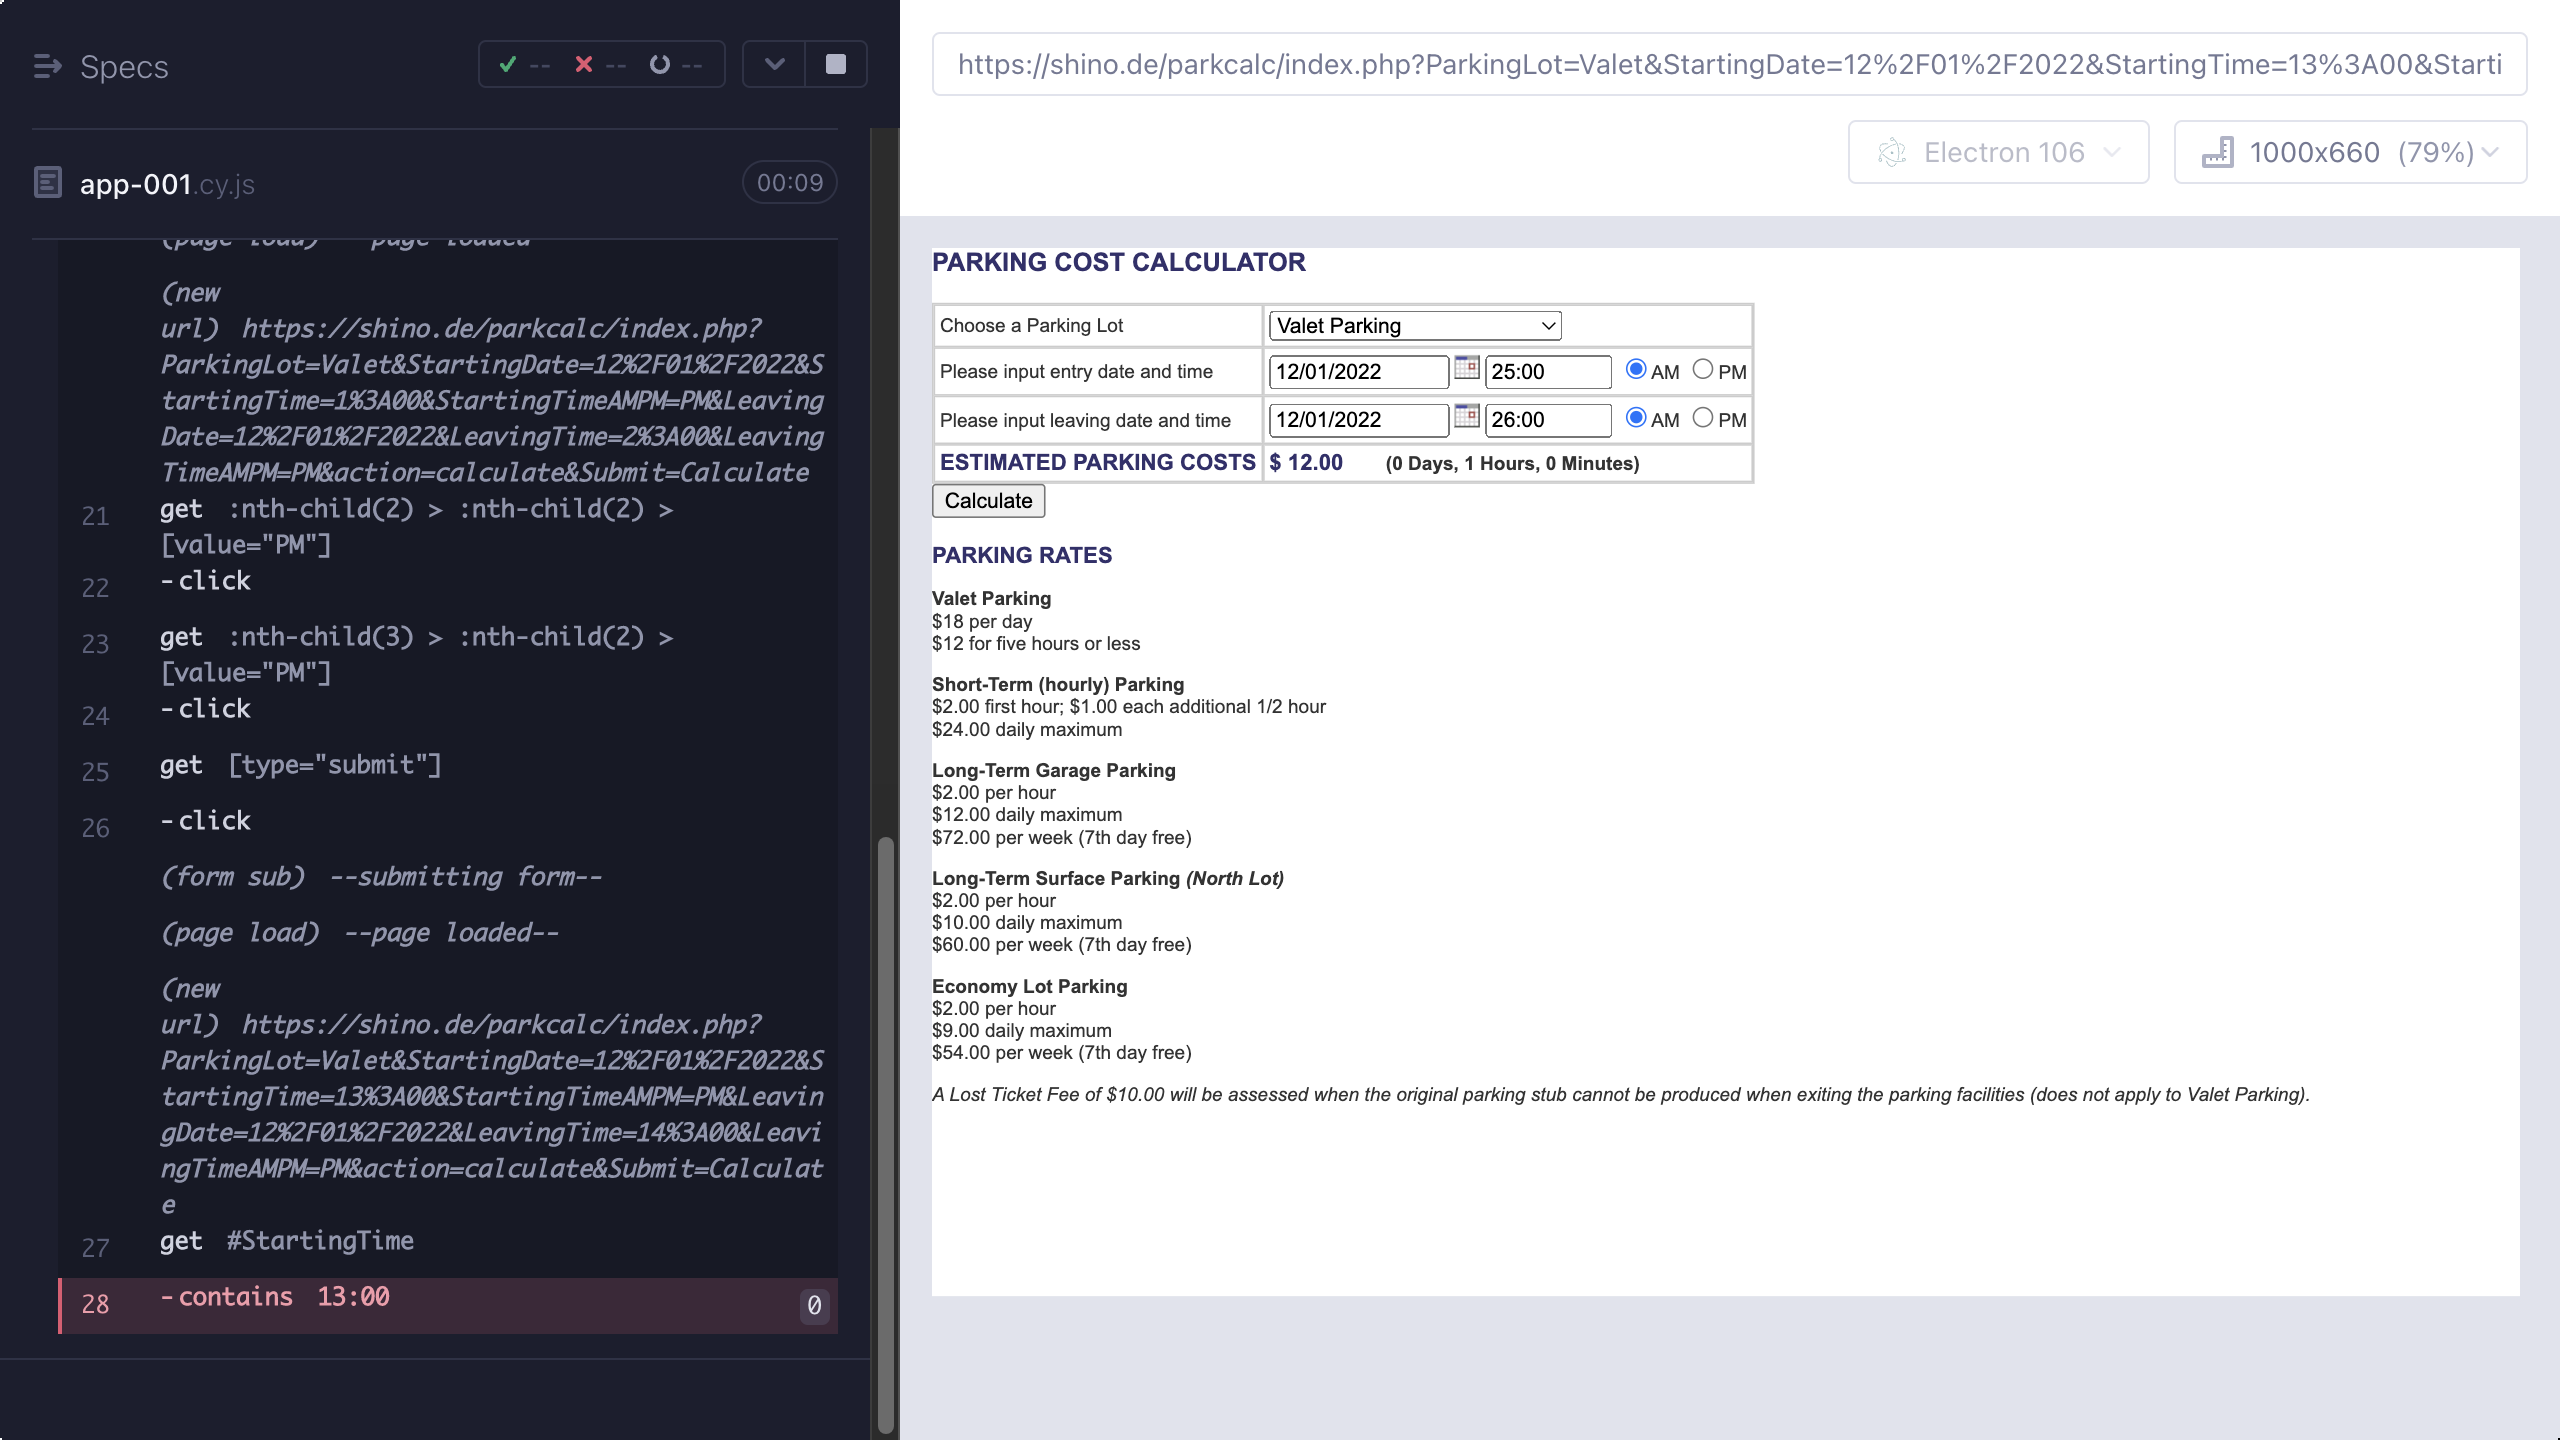 Specs
-- -- --
app-001.cy.js
00:09
(page load) --page loaded--
(new
url) https://shino.de/parkcalc/index.php?
ParkingLot=Valet&StartingDate=12%2F01%2F2022&S
tartingTime=1%3A00&StartingTimeAMPM=PM&Leaving
Date=12%2F01%2F2022&LeavingTime=2%3A00&Leaving
TimeAMPM=PM&action=calculate&Submit=Calculate
21 get :nth-child(2) > :nth-child(2) >
[value="PM"]
22 -click
23 get :nth-child(3) > :nth-child(2) >
[value="PM"]
24 -click
25 get [type="submit"]
26 -click
(form sub) --submitting form--
(page load) --page loaded--
(new
url) https://shino.de/parkcalc/index.php?
ParkingLot=Valet&StartingDate=12%2F01%2F2022&S
tartingTime=13%3A00&StartingTimeAMPM=PM&Leavin
gDate=12%2F01%2F2022&LeavingTime=14%3A00&Leavi
ngTimeAMPM=PM&action=calculate&Submit=Calculat
e
27 get #StartingTime
28 -contains 13:00 0
https://shino.de/parkcalc/index.php?ParkingLot=Valet&StartingDate=12%2F01%2F2022&StartingTime=13%3A00&Starti
Electron 106
1000x660 (79%)
PARKING COST CALCULATOR
Choose a Parking Lot Valet Parking
Please input entry date and time 12/01/2022 25:00 AM PM
Please input leaving date and time 12/01/2022 26:00 AM PM
ESTIMATED PARKING COSTS $ 12.00 (0 Days, 1 Hours, 0 Minutes)
Calculate
PARKING RATES
Valet Parking
$18 per day
$12 for five hours or less
Short-Term (hourly) Parking
$2.00 first hour; $1.00 each additional 1/2 hour
$24.00 daily maximum
Long-Term Garage Parking
$2.00 per hour
$12.00 daily maximum
$72.00 per week (7th day free)
Long-Term Surface Parking (North Lot)
$2.00 per hour
$10.00 daily maximum
$60.00 per week (7th day free)
Economy Lot Parking
$2.00 per hour
$9.00 daily maximum
$54.00 per week (7th day free)
A Lost Ticket Fee of $10.00 will be assessed when the original parking stub cannot be produced when exiting the parking facilities (does not apply to Valet Parking).